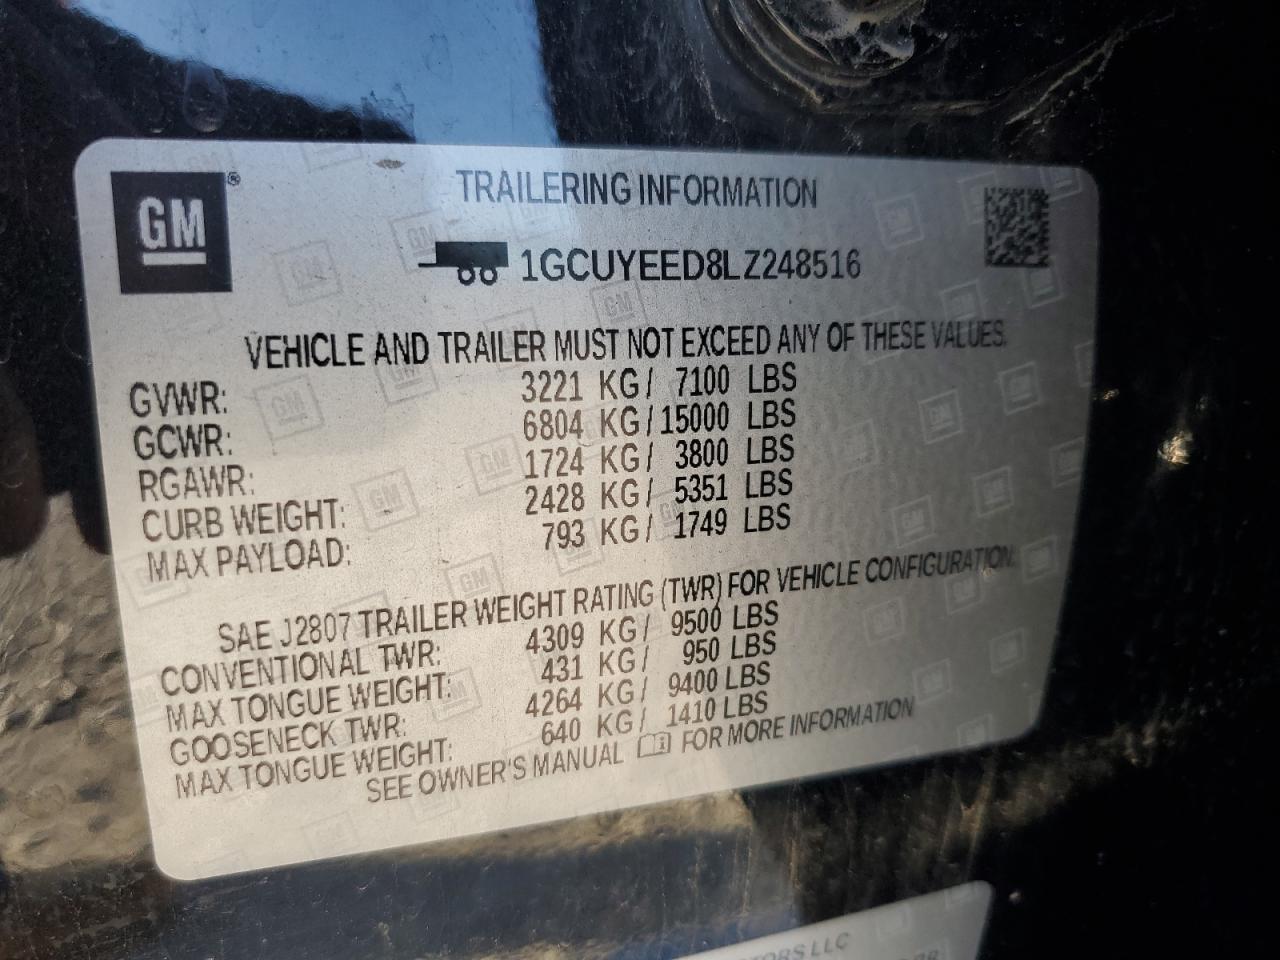 GM®
TRAILERING INFORMATION
1GCUYEED8LZ248516
VEHICLE AND TRAILER MUST NOT EXCEED ANY OF THESE VALUES.
GVWR: 3221 KG/ 7100 LBS
GCWR: 6804 KG/15000 LBS
RGAWR: 1724 KG/ 3800 LBS
CURB WEIGHT: 2428 KG/ 5351 LBS
MAX PAYLOAD: 793 KG/ 1749 LBS
SAE J2807 TRAILER WEIGHT RATING (TWR) FOR VEHICLE CONFIGURATION.
CONVENTIONAL TWR: 4309 KG/ 9500 LBS
MAX TONGUE WEIGHT: 431 KG/ 950 LBS
GOOSENECK TWR: 4264 KG/ 9400 LBS
MAX TONGUE WEIGHT: 640 KG/ 1410 LBS
SEE OWNER'S MANUAL FOR MORE INFORMATION
LLC